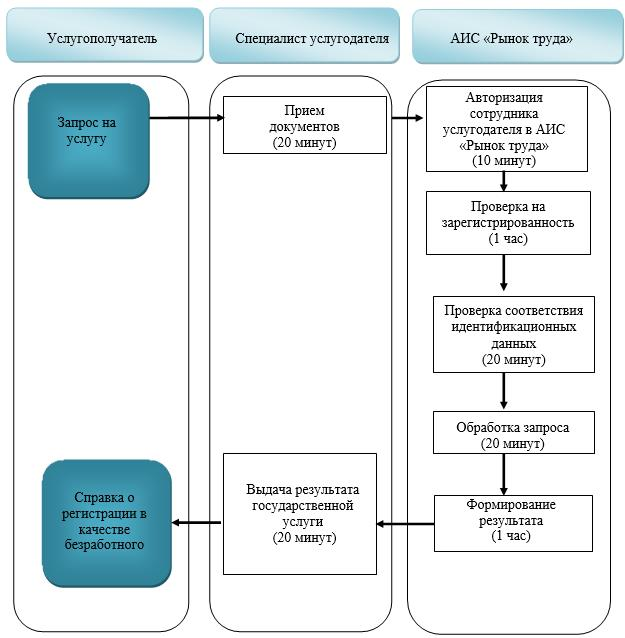 Услугополучатель
Специалист услугодателя
АИС «Рынок труда»
Запрос на
услугу
Прием
документов
(20 минут)
Авторизация
сотрудника
услугодателя в АИС
«Рынок труда»
(10 минут)
Проверка на
зарегистрированность
(1 час)
Проверка соответствия
идентификационных
данных
(20 минут)
Обработка запроса
(20 минут)
Формирование
результата
(1 час)
Выдача результата
государственной
услуги
(20 минут)
Справка о
регистрации в
качестве
безработного